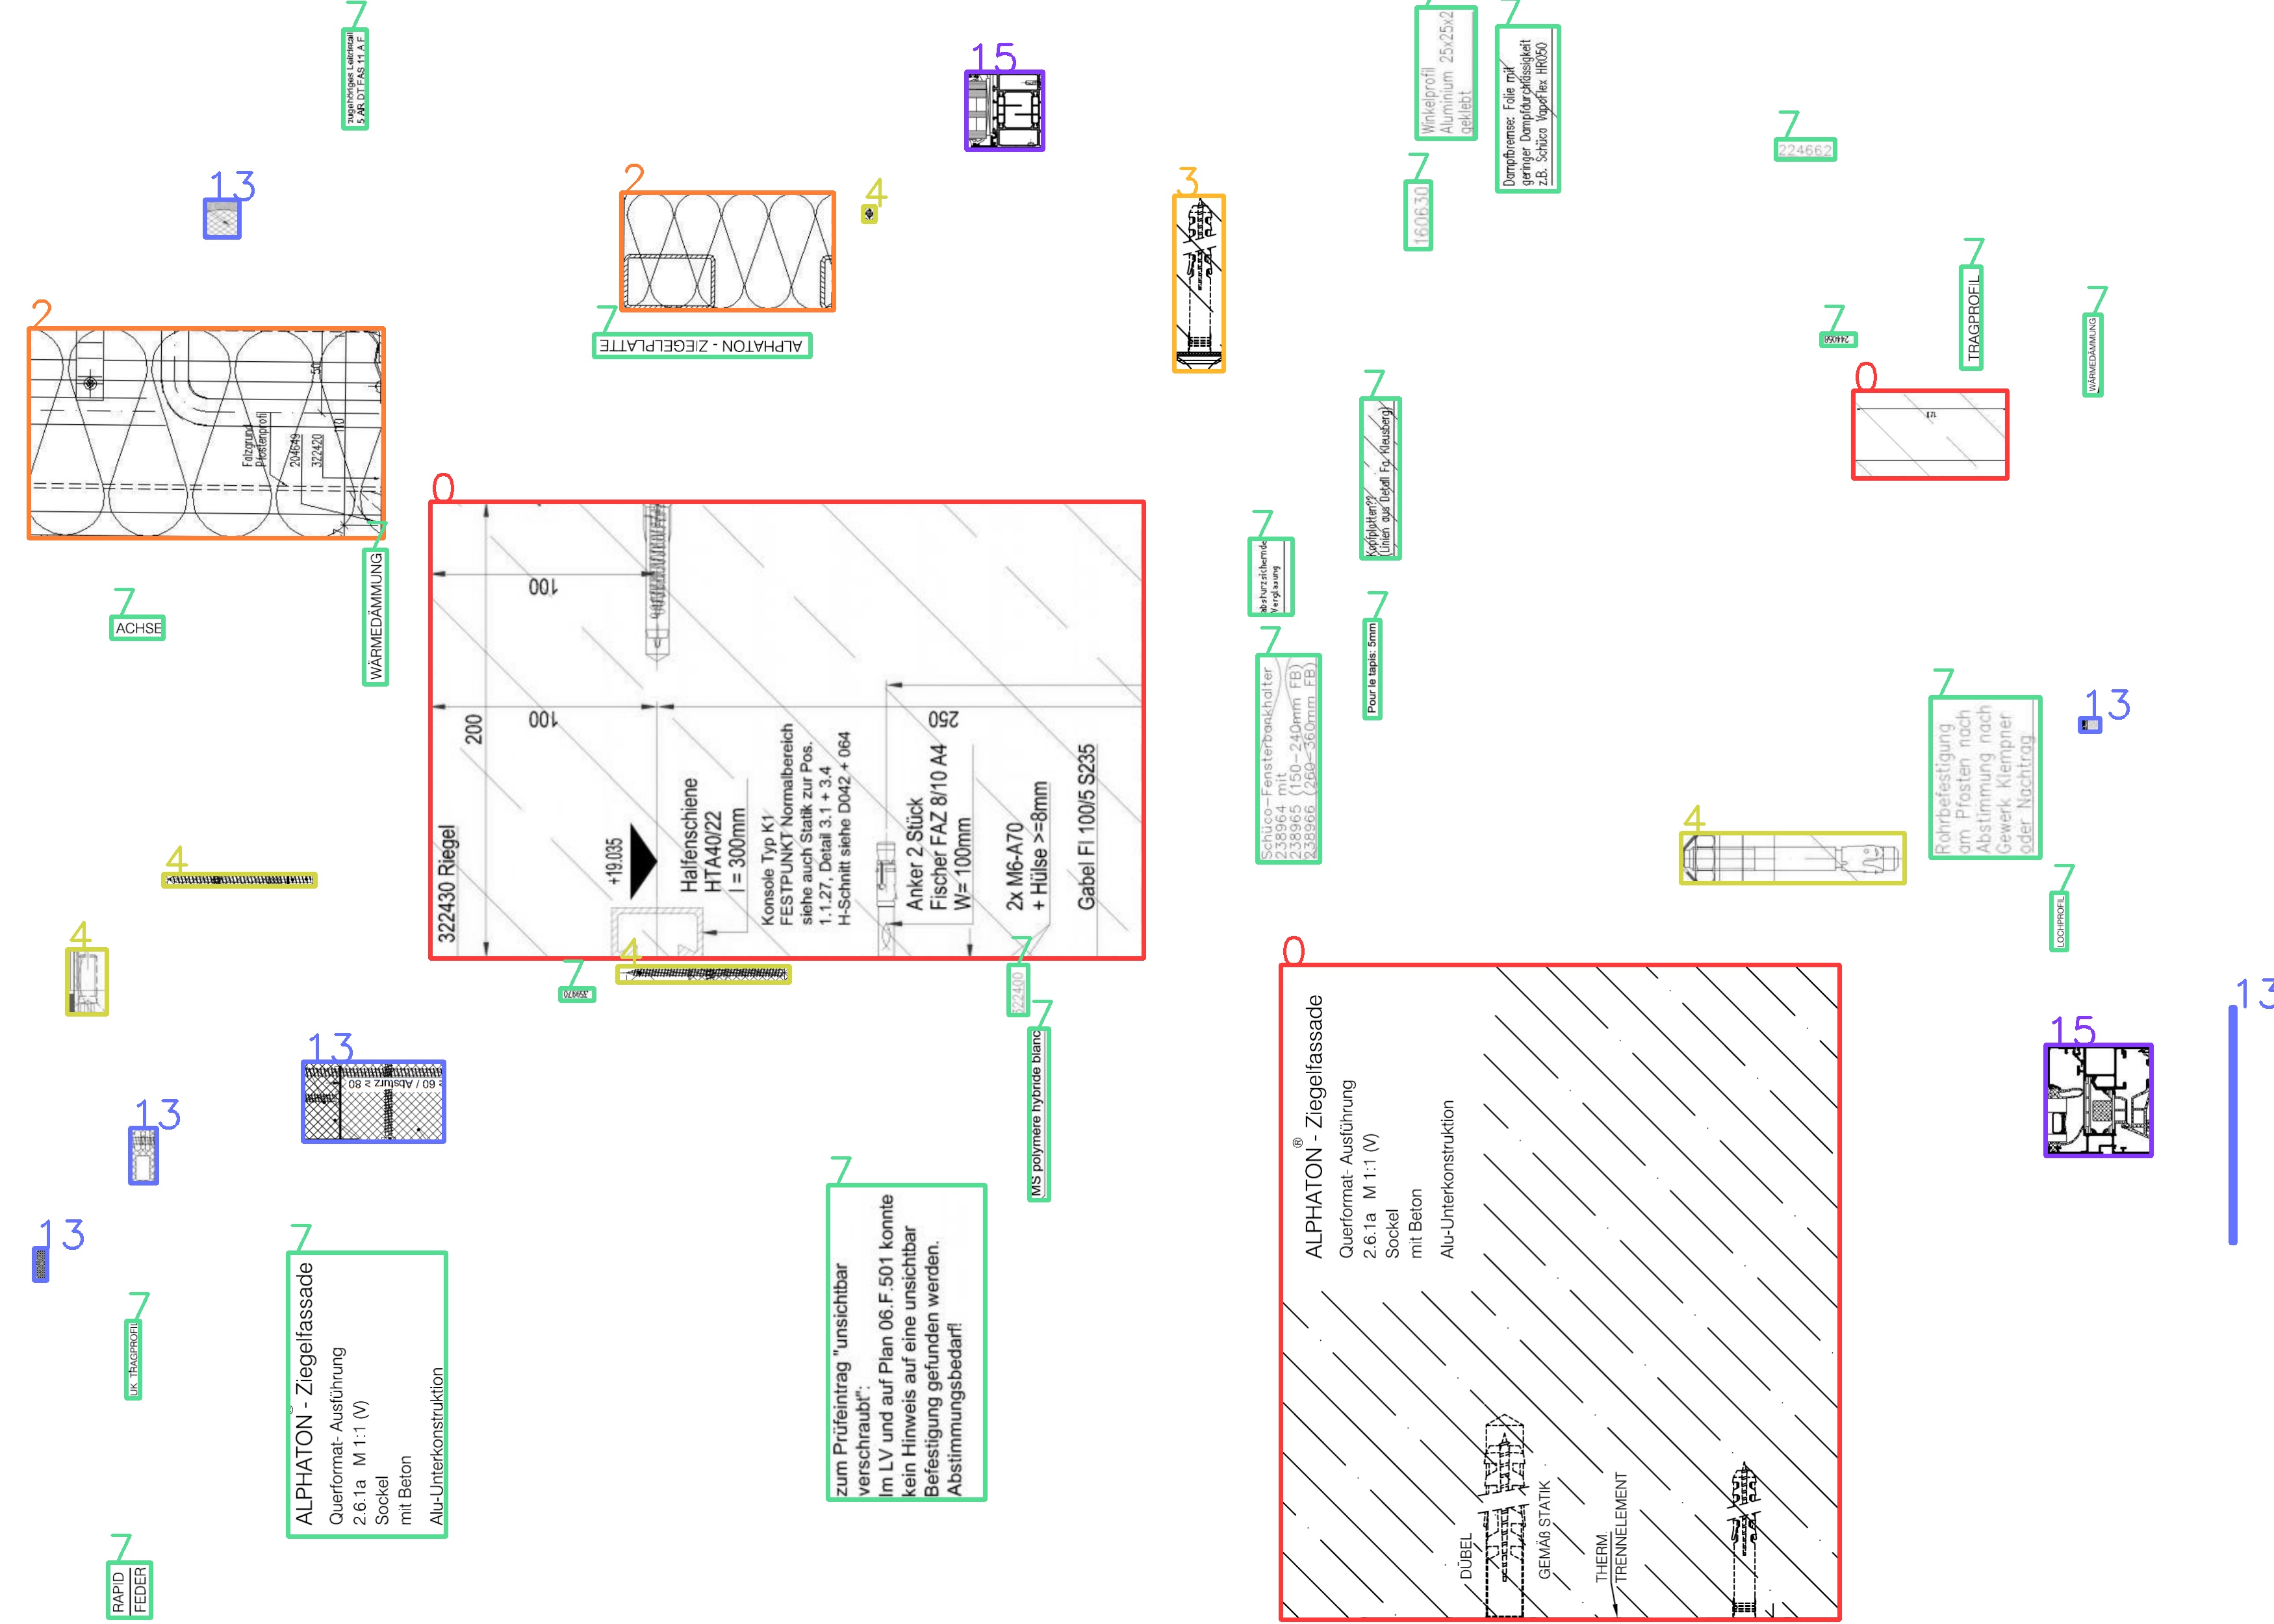 7
zugehöriges Leitdetail
5 AR DT FAS 11 A F
15
7
Winkelprofil
Aluminium 25x25x2
geklebt
7
Dampfbremse: Folie mit
geringer Dampfdurchlässigkeit
z.B. Schüco VapoFlex HR050
7
224662
13
2
4
3
7
160630
7
ALPHATON - ZIEGELPLATTE
7
TRAGPROFIL
7
WÄRMEDÄMMUNG
7
244056
0
2
50
110
Falzgrund
Pfostenprofil
204649
322420
7
WÄRMEDÄMMUNG
7
ACHSE
0
100
100
200
250
322430 Riegel
+19.035
Halfenschiene
HTA40/22
l = 300mm
Konsole Typ K1
FESTPUNKT Normalbereich
siehe auch Statik zur Pos.
1.1.27, Detail 3.1 + 3.4
H-Schnitt siehe D042 + 064
Anker 2 Stück
Fischer FAZ 8/10 A4
W= 100mm
2x M6-A70
+ Hülse >=8mm
Gabel Fl 100/5 S235
7
Kopfplatten??
(Linien aus Detail Fa. Kleusberg)
7
absturzsichernde
Verglasung
7
Pour le tapis: 5mm
7
Schüco-Fensterbankhalter
238964 mit
238965 (150-240mm FB)
238966 (260-360mm FB)
7
Rohrbefestigung
am Pfosten nach
Abstimmung nach
Gewerk Klempner
oder Nachtrag
13
4
7
LOCHPROFIL
4
4
4
7
7
322400
7
MS polymere hybride blanc
13
≤ 60 / Absturz ≤ 80
13
13
7
UK TRAGPROFIL
7
ALPHATON - Ziegelfassade
Querformat- Ausführung
2.6.1a M 1:1 (V)
Sockel
mit Beton
Alu-Unterkonstruktion
7
RAPID
FEDER
7
zum Prüfeintrag "unsichtbar
verschraubt":
Im LV und auf Plan 06.F.501 konnte
kein Hinweis auf eine unsichtbar
Befestigung gefunden werden.
Abstimmungsbedarf!
0
ALPHATON® - Ziegelfassade
Querformat- Ausführung
2.6.1a M 1:1 (V)
Sockel
mit Beton
Alu-Unterkonstruktion
DÜBEL
GEMÄß STATIK
THERM.
TRENNELEMENT
15
13